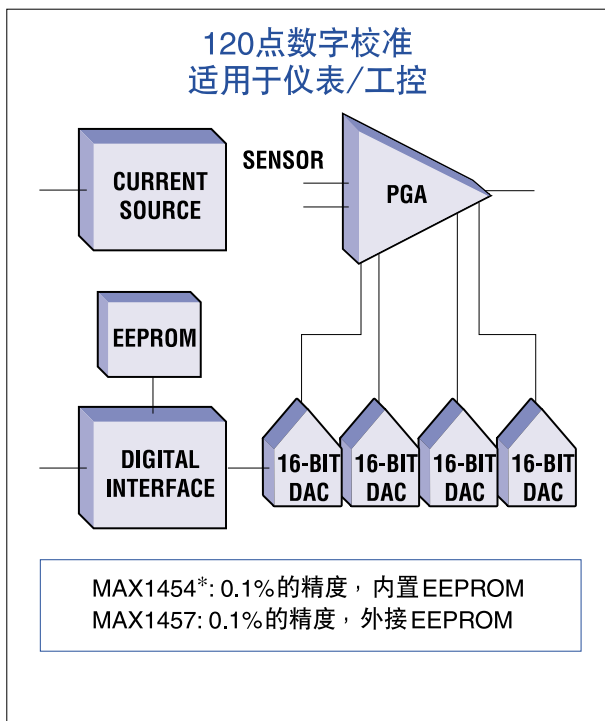 120点数字校准
适用于仪表/工控
CURRENT
SOURCE
SENSOR
PGA
EEPROM
DIGITAL
INTERFACE
16-BIT
DAC
16-BIT
DAC
16-BIT
DAC
16-BIT
DAC
MAX1454*: 0.1%的精度，内置EEPROM
MAX1457: 0.1%的精度，外接EEPROM